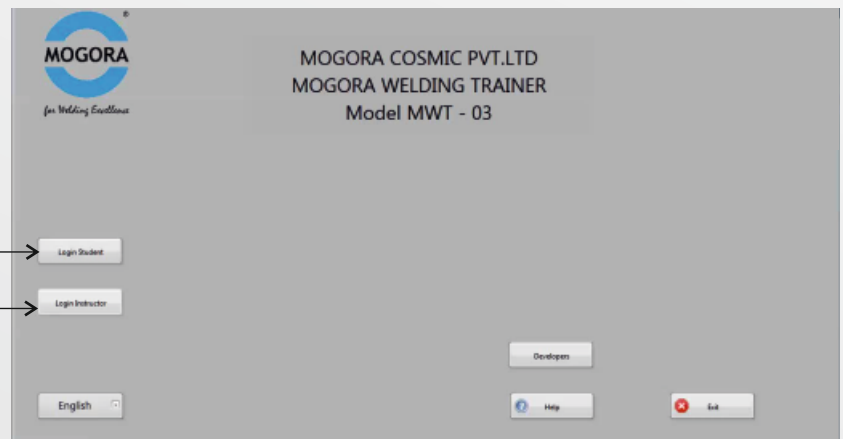 ®
MOGORA
for Welding Excellence
MOGORA COSMIC PVT.LTD
MOGORA WELDING TRAINER
Model MWT - 03
Login Student
Login Instructor
Developers
English
Help
Exit